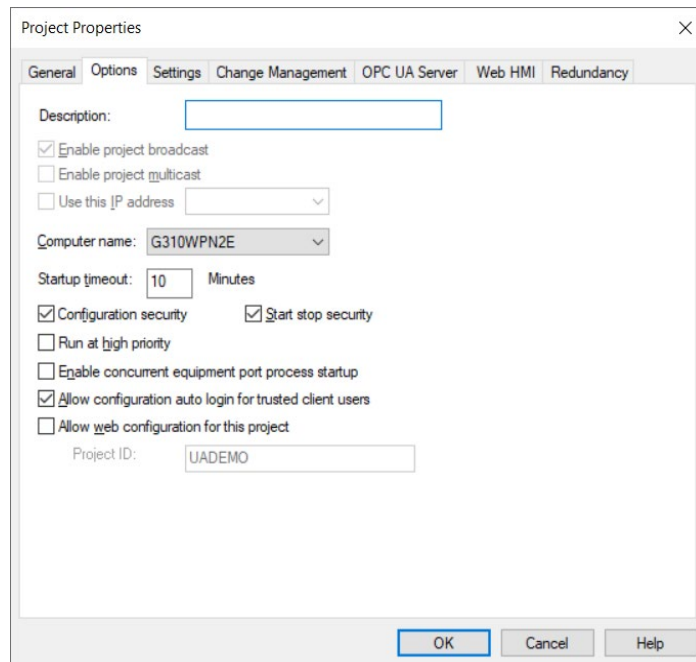 Project Properties
General Options Settings Change Management OPC UA Server Web HMI Redundancy
Description:
Enable project broadcast
Enable project multicast
Use this IP address
Computer name: G310WPN2E
Startup timeout: 10 Minutes
Configuration security Start stop security
Run at high priority
Enable concurrent equipment port process startup
Allow configuration auto login for trusted client users
Allow web configuration for this project
Project ID: UADEMO
OK Cancel Help